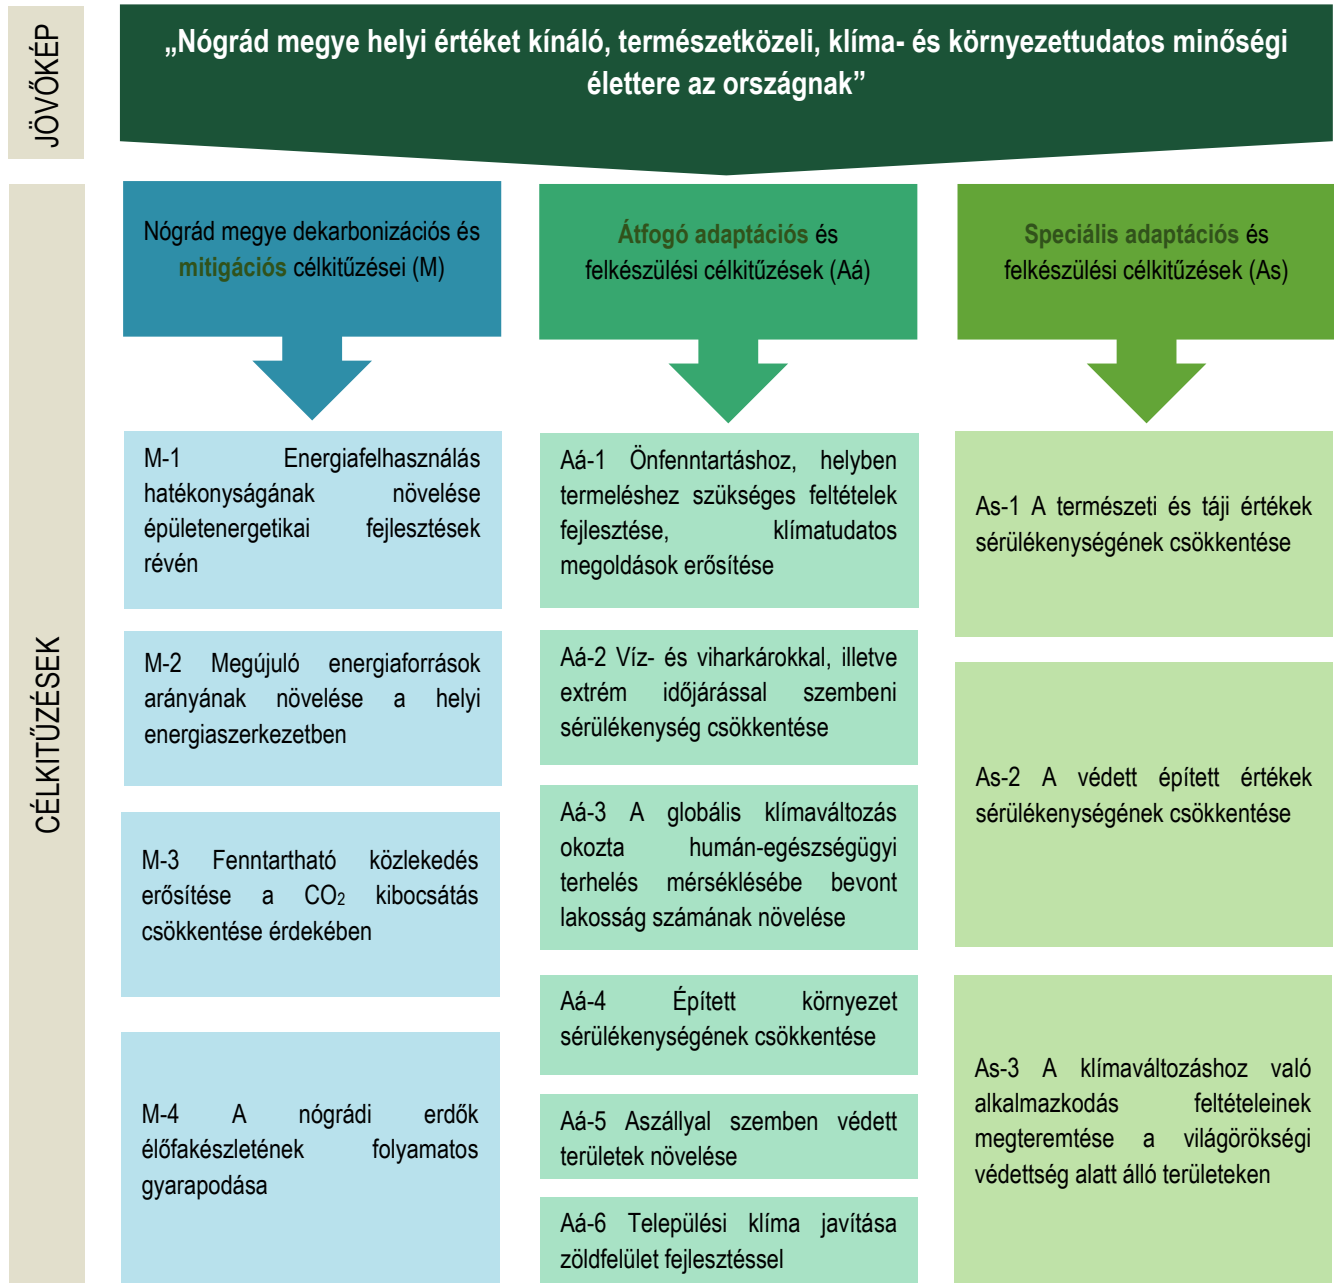 JÖVŐKÉP
„Nógrád megye helyi értéket kínáló, természetközeli, klíma- és környezettudatos minőségi
élettere az országnak”
CÉLKITŰZÉSEK
Nógrád megye dekarbonizációs és
mitigációs célkitűzései (M)
M-1 Energiafelhasználás
hatékonyságának növelése
épületenergetikai fejlesztések
révén
M-2 Megújuló energiaforrások
arányának növelése a helyi
energiaszerkezetben
M-3 Fenntartható közlekedés
erősítése a CO₂ kibocsátás
csökkentése érdekében
M-4 A nógrádi erdők
élőfakészletének folyamatos
gyarapodása
Átfogó adaptációs és
felkészülési célkitűzések (Aá)
Aá-1 Önfenntartáshoz, helyben
termeléshez szükséges feltételek
fejlesztése, klímatudatos
megoldások erősítése
Aá-2 Víz- és viharkárokkal, illetve
extrém időjárással szembeni
sérülékenység csökkentése
Aá-3 A globális klímaváltozás
okozta humán-egészségügyi
terhelés mérséklésébe bevont
lakosság számának növelése
Aá-4 Épített környezet
sérülékenységének csökkentése
Aá-5 Aszállyal szemben védett
területek növelése
Aá-6 Települési klíma javítása
zöldfelület fejlesztéssel
Speciális adaptációs és
felkészülési célkitűzések (As)
As-1 A természeti és táji értékek
sérülékenységének csökkentése
As-2 A védett épített értékek
sérülékenységének csökkentése
As-3 A klímaváltozáshoz való
alkalmazkodás feltételeinek
megteremtése a világörökségi
védettség alatt álló területeken